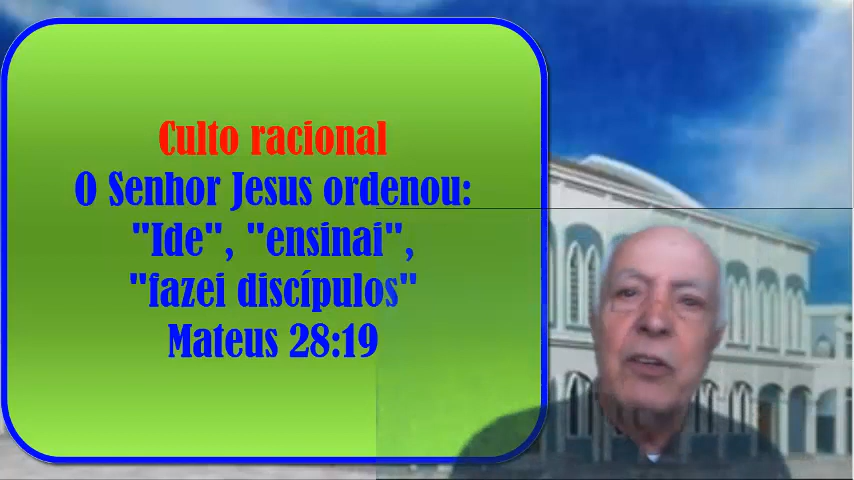 Culto racional
O Senhor Jesus ordenou:
"Ide", "ensinai",
"fazei discípulos"
Mateus 28:19